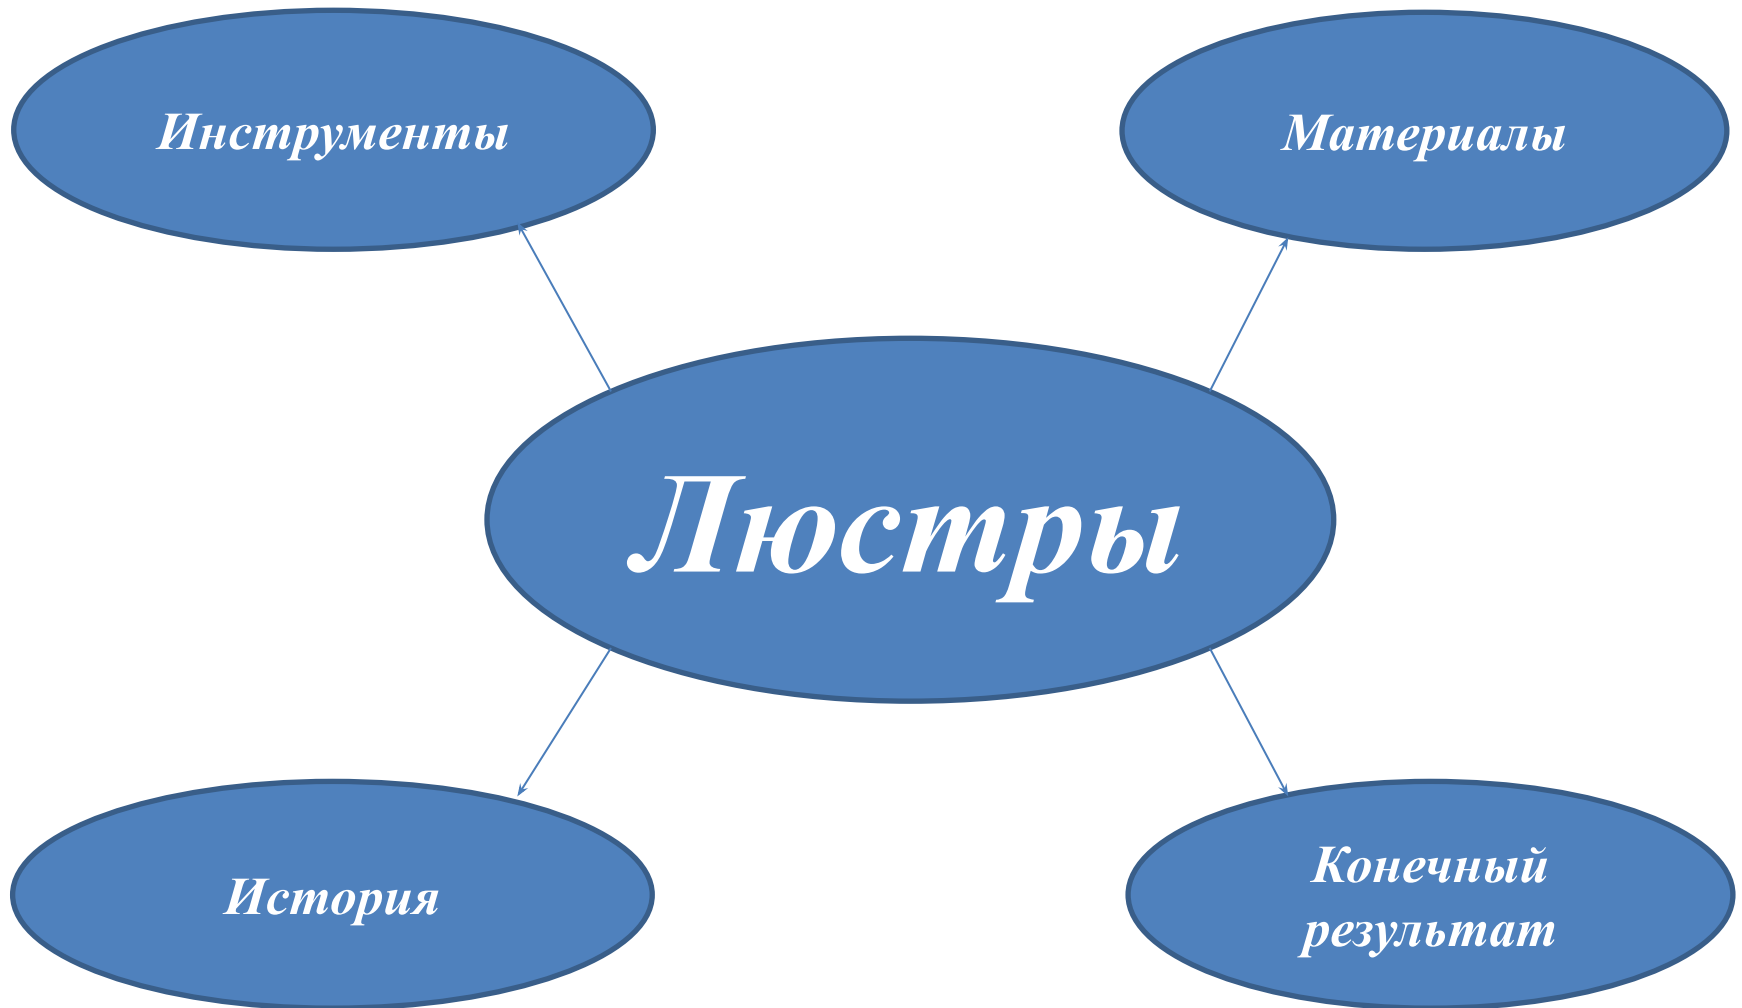 Инструменты
Материалы
Люстры
История
Конечный
результат